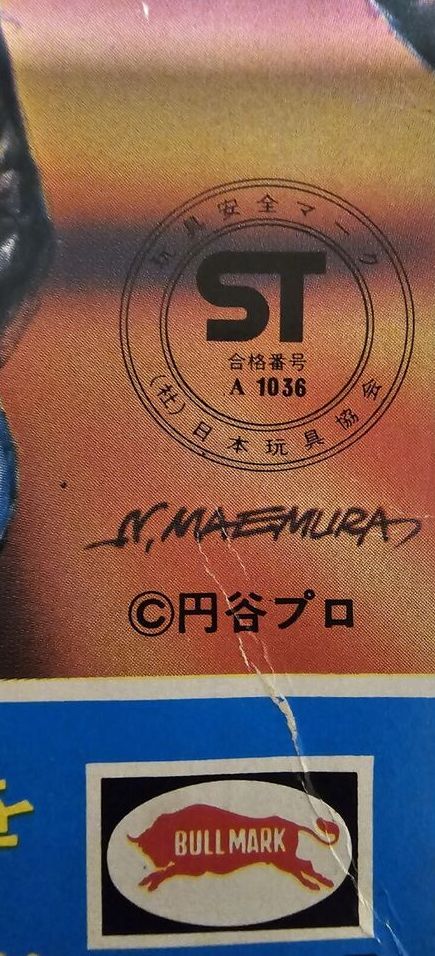 玩具安全マーク
ST
合格番号
A 1036
(社)日本玩具協会
N. MAEMURA
©円谷プロ
BULLMARK